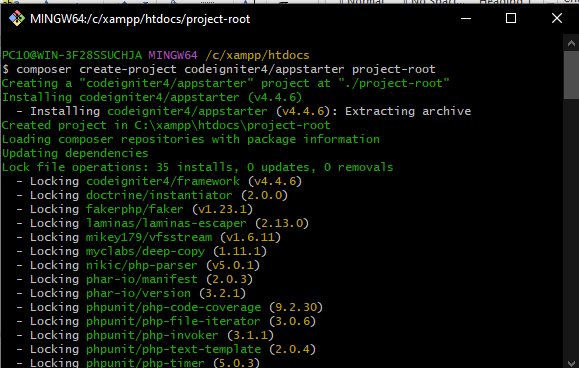 MINGW64:/c/xampp/htdocs/project-root
PC10@WIN-3F28SSUCHJA MINGW64 /c/xampp/htdocs
$ composer create-project codeigniter4/appstarter project-root
Creating a "codeigniter4/appstarter" project at "./project-root"
Installing codeigniter4/appstarter (v4.4.6)
  - Installing codeigniter4/appstarter (v4.4.6): Extracting archive
Created project in C:\xampp\htdocs\project-root
Loading composer repositories with package information
Updating dependencies
Lock file operations: 35 installs, 0 updates, 0 removals
  - Locking codeigniter4/framework (v4.4.6)
  - Locking doctrine/instantiator (2.0.0)
  - Locking fakerphp/faker (v1.23.1)
  - Locking laminas/laminas-escaper (2.13.0)
  - Locking mikey179/vfsstream (v1.6.11)
  - Locking myclabs/deep-copy (1.11.1)
  - Locking nikic/php-parser (v5.0.1)
  - Locking phar-io/manifest (2.0.3)
  - Locking phar-io/version (3.2.1)
  - Locking phpunit/php-code-coverage (9.2.30)
  - Locking phpunit/php-file-iterator (3.0.6)
  - Locking phpunit/php-invoker (3.1.1)
  - Locking phpunit/php-text-template (2.0.4)
  - Locking phpunit/php-timer (5.0.3)